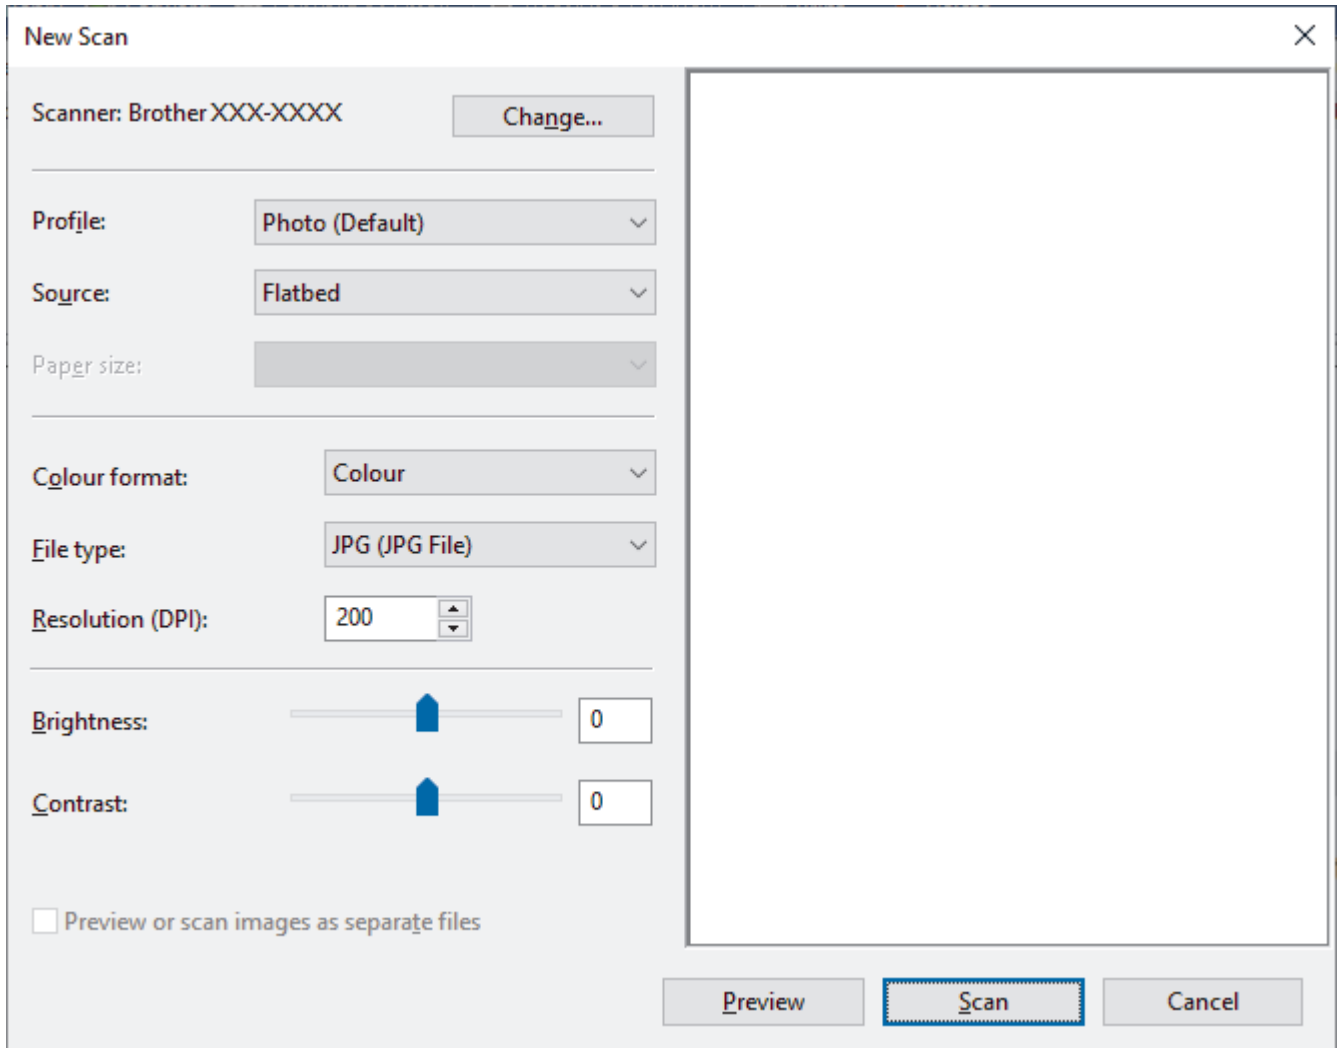 New Scan
Scanner: Brother XXX-XXXX Change...
Profile: Photo (Default)
Source: Flatbed
Paper size:
Colour format: Colour
File type: JPG (JPG File)
Resolution (DPI): 200
Brightness: 0
Contrast: 0
Preview or scan images as separate files
Preview Scan Cancel